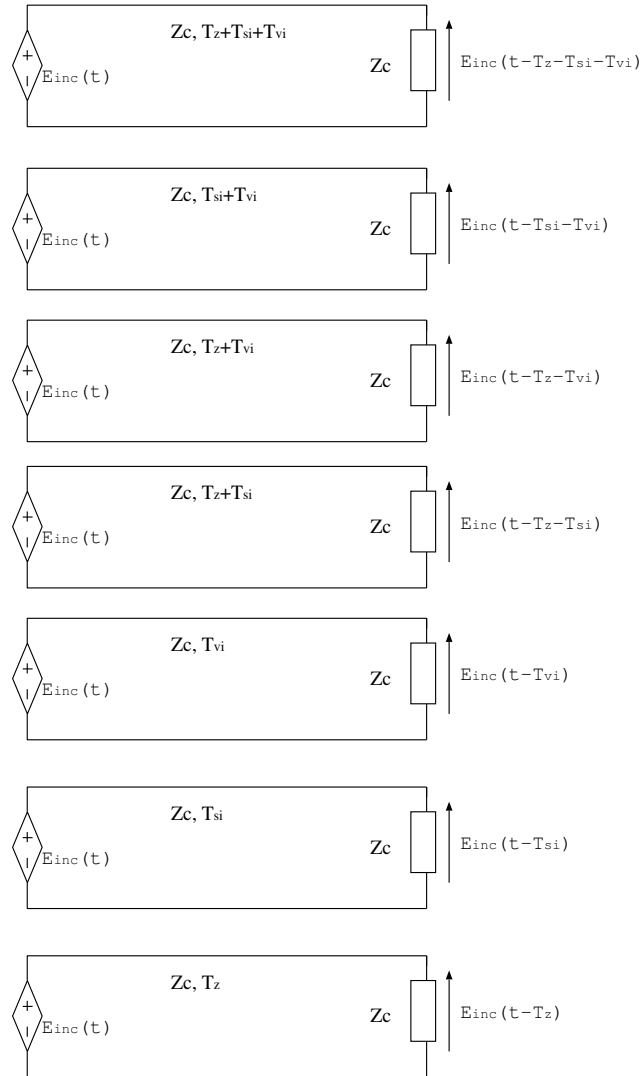 Zc, Tz+Tsi+Tvi
Einc(t)
Zc
Einc(t-Tz-Tsi-Tvi)
Zc, Tsi+Tvi
Einc(t)
Zc
Einc(t-Tsi-Tvi)
Zc, Tz+Tvi
Einc(t)
Zc
Einc(t-Tz-Tvi)
Zc, Tz+Tsi
Einc(t)
Zc
Einc(t-Tz-Tsi)
Zc, Tvi
Einc(t)
Zc
Einc(t-Tvi)
Zc, Tsi
Einc(t)
Zc
Einc(t-Tsi)
Zc, Tz
Einc(t)
Zc
Einc(t-Tz)